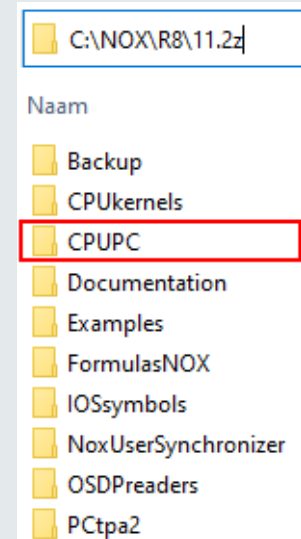 C:\NOX\R8\11.2z
Naam
Backup
CPUkernels
CPUPC
Documentation
Examples
FormulasNOX
IOSsymbols
NoxUserSynchronizer
OSDPreaders
PCtpa2